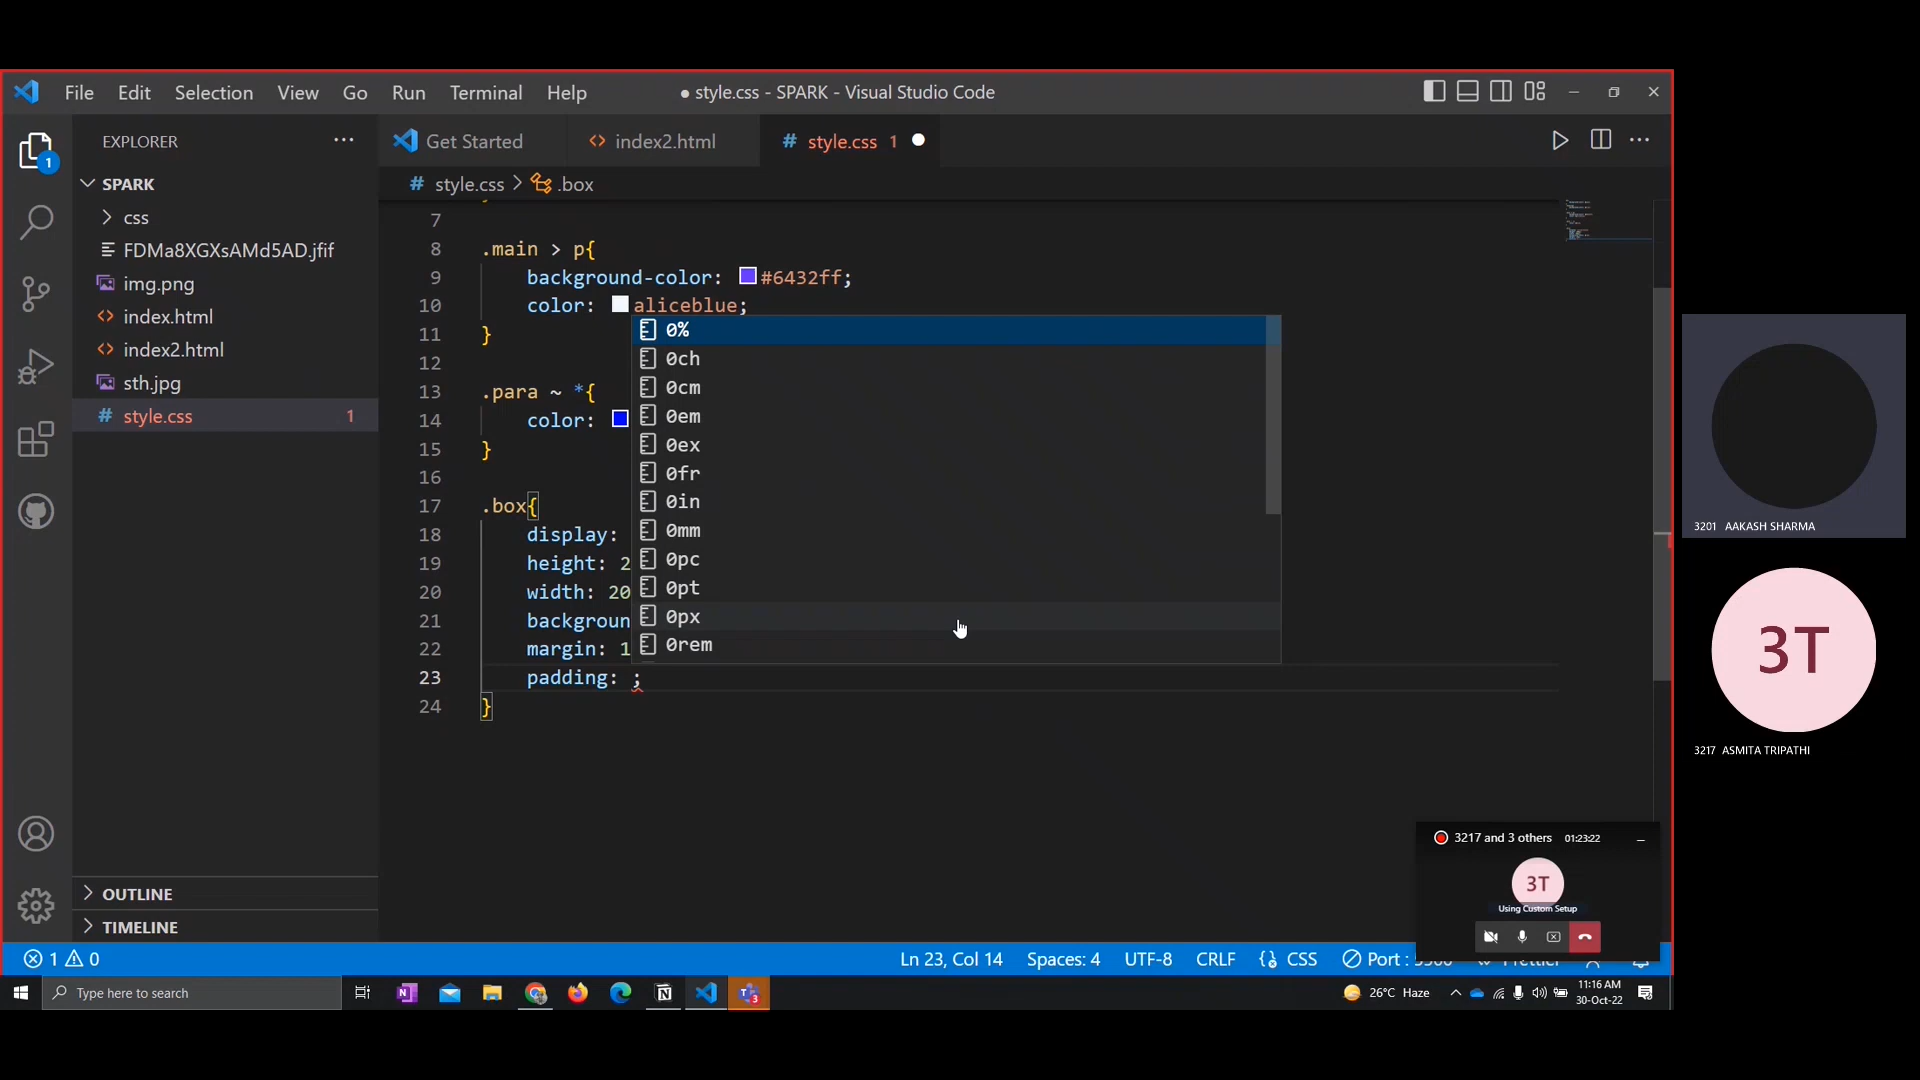 File Edit Selection View Go Run Terminal Help
● style.css - SPARK - Visual Studio Code
EXPLORER
Get Started
index2.html
# style.css 1
SPARK
# style.css > .box
css
FDMa8XGXsAMd5AD.jfif
img.png
index.html
index2.html
sth.jpg
# style.css 1
7
8 .main > p{
9 background-color: #6432ff;
10 color: aliceblue;
11 }
12
13 .para ~ *{
14 color:
15 }
16
17 .box{
18 display:
19 height: 2
20 width: 20
21 backgroun
22 margin: 1
23 padding: ;
24 }
0%
0ch
0cm
0em
0ex
0fr
0in
0mm
0pc
0pt
0px
0rem
1
OUTLINE
TIMELINE
3201 AAKASH SHARMA
3T
3217 ASMITA TRIPATHI
3217 and 3 others 01:23:22
3T
Using Custom Setup
1 0
Ln 23, Col 14 Spaces: 4 UTF-8 CRLF CSS Port :
Type here to search
26°C Haze
11:16 AM
30-Oct-22